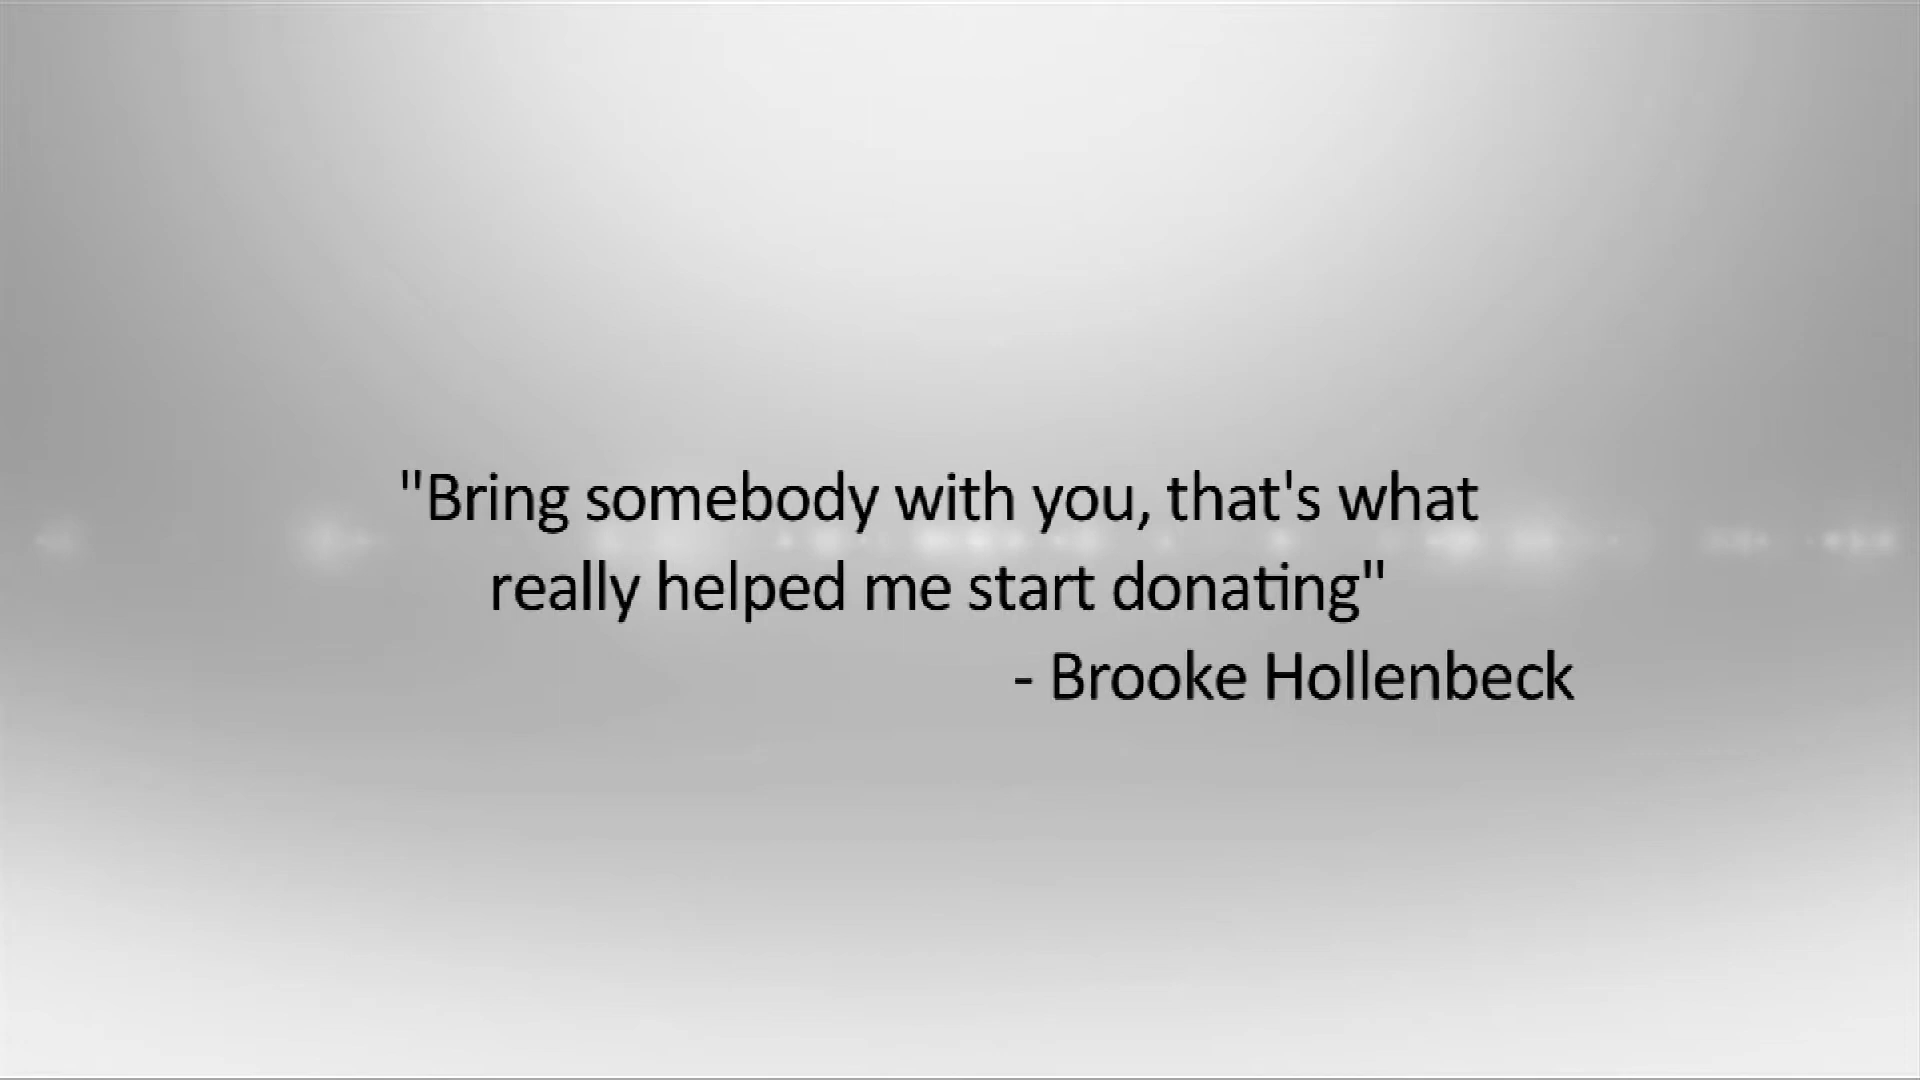 "Bring somebody with you, that's what
really helped me start donating"
- Brooke Hollenbeck